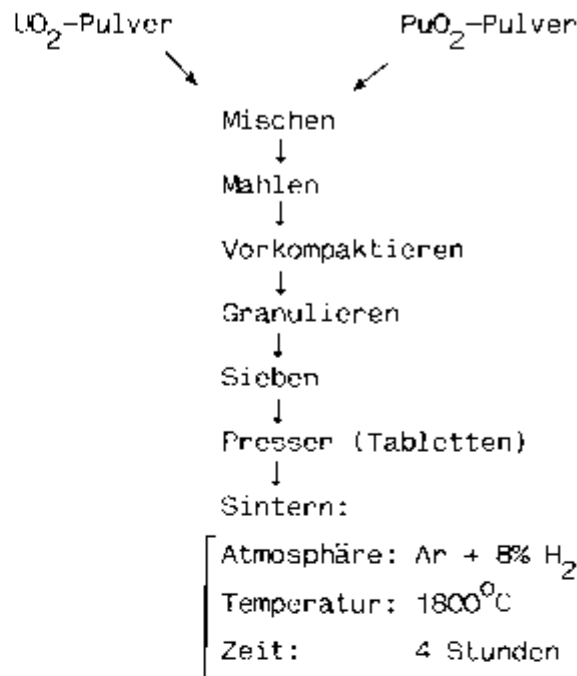 UO2-Pulver PuO2-Pulver
Mischen
Mahlen
Vorkompaktieren
Granulieren
Sieben
Pressen (Tabletten)
Sintern:
Atmosphäre: Ar + 8% H2
Temperatur: 1800°C
Zeit: 4 Stunden